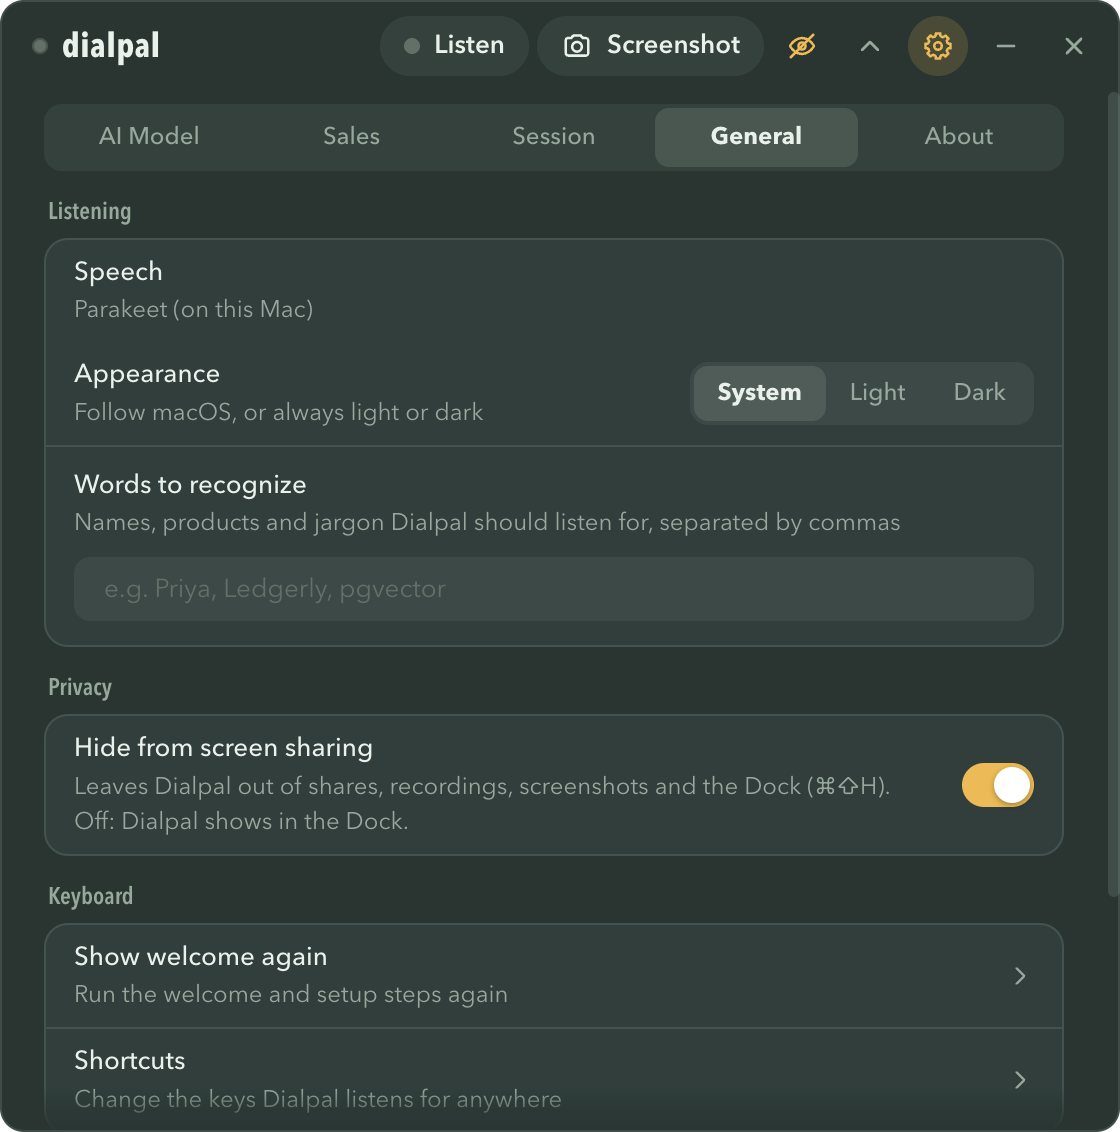 dialpal
Listen
Screenshot
AI Model
Sales
Session
General
About
Listening
Speech
Parakeet (on this Mac)
Appearance
Follow macOS, or always light or dark
System
Light
Dark
Words to recognize
Names, products and jargon Dialpal should listen for, separated by commas
e.g. Priya, Ledgerly, pgvector
Privacy
Hide from screen sharing
Leaves Dialpal out of shares, recordings, screenshots and the Dock (⌘⇧H).
Off: Dialpal shows in the Dock.
Keyboard
Show welcome again
Run the welcome and setup steps again
Shortcuts
Change the keys Dialpal listens for anywhere